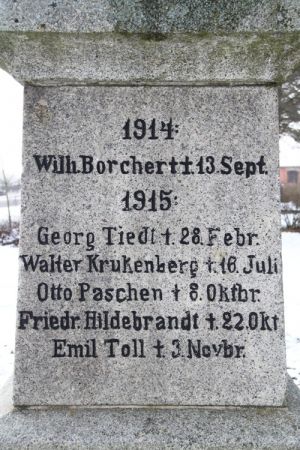 1914:
Wilh. Borchert †. 13. Sept.
1915:
Georg Tiedt † 28. Febr.
Walter Krukenberg †. 16. Juli
Otto Paschen † 8. Oktbr.
Friedr. Hildebrandt † 22. Okt
Emil Toll † 3. Novbr.